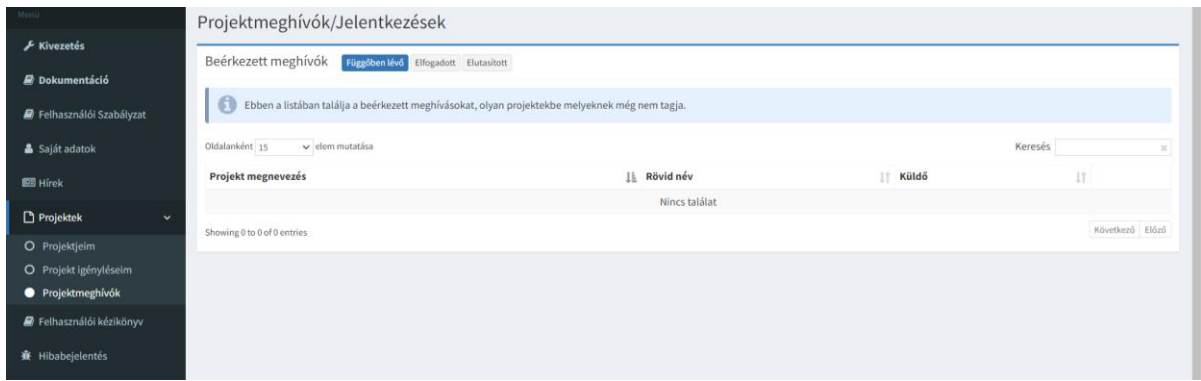 Menü
Kivezetés
Dokumentáció
Felhasználói Szabályzat
Saját adatok
Hírek
Projektek
Projektjeim
Projekt igényléseim
Projektmeghívók
Felhasználói kézikönyv
Hibabejelentés
Projektmeghívók/Jelentkezések
Beérkezett meghívók Függőben lévő Elfogadott Elutasított
Ebben a listában találja a beérkezett meghívásokat, olyan projektekbe melyeknek még nem tagja.
Oldalanként 15 elem mutatása Keresés
Projekt megnevezés Rövid név Küldő
Nincs találat
Showing 0 to 0 of 0 entries Következő Előző